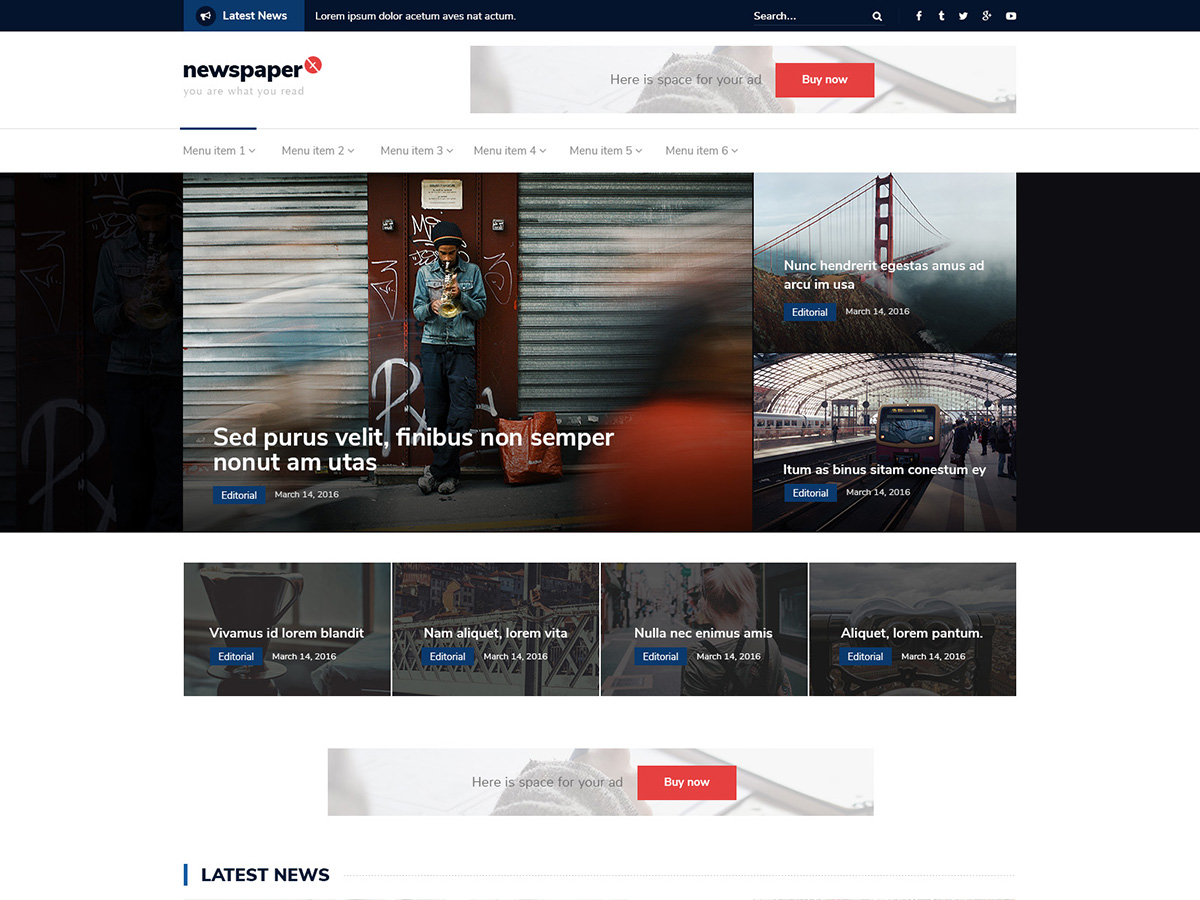 Latest News
Lorem ipsum dolor acetum aves nat actum.
Search...
newspaper
you are what you read
Here is space for your ad
Buy now
Menu item 1
Menu item 2
Menu item 3
Menu item 4
Menu item 5
Menu item 6
Sed purus velit, finibus non semper
nonut am utas
Editorial March 14, 2016
Nunc hendrerit egestas amus ad
arcu im usa
Editorial March 14, 2016
Itum as binus sitam conestum ey
Editorial March 14, 2016
Vivamus id lorem blandit
Editorial March 14, 2016
Nam aliquet, lorem vita
Editorial March 14, 2016
Nulla nec enimus amis
Editorial March 14, 2016
Aliquet, lorem pantum.
Editorial March 14, 2016
Here is space for your ad
Buy now
LATEST NEWS